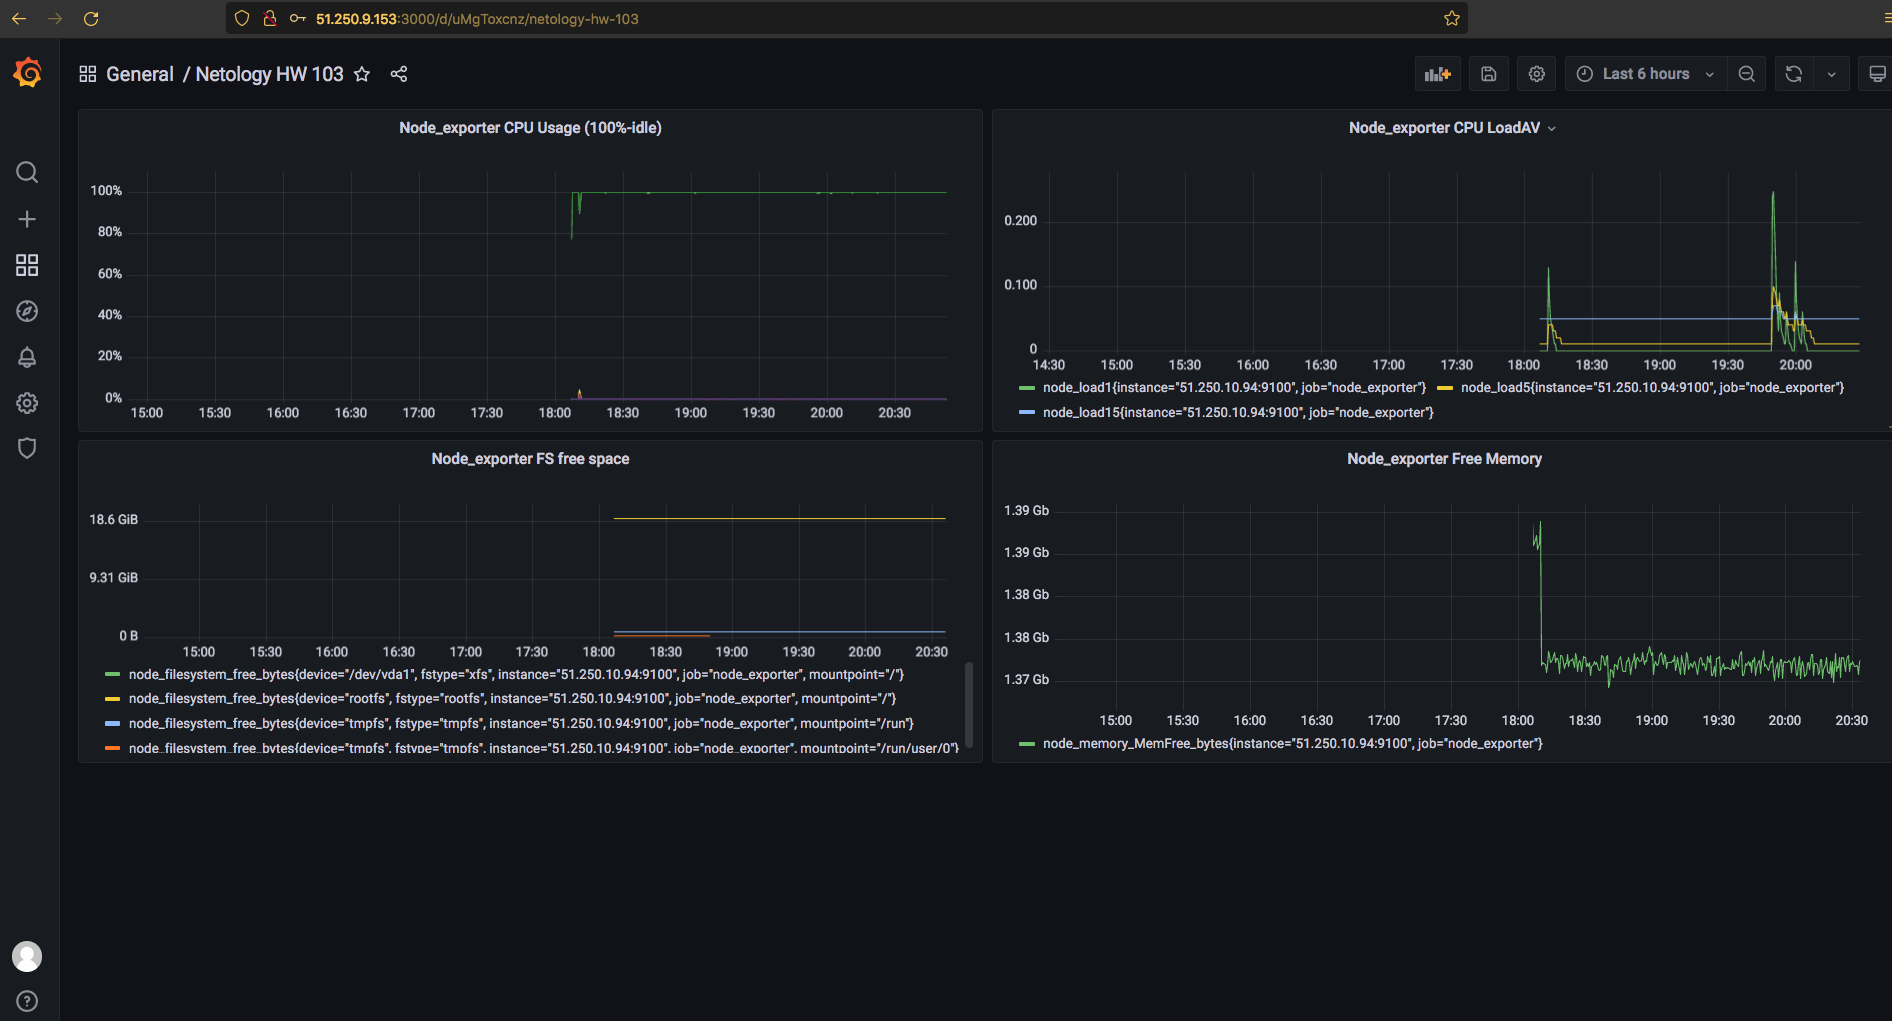 51.250.9.153:3000/d/uMgToxcnz/netology-hw-103
General / Netology HW 103
Last 6 hours
Node_exporter CPU Usage (100%-idle)
100%
80%
60%
40%
20%
0%
15:00 15:30 16:00 16:30 17:00 17:30 18:00 18:30 19:00 19:30 20:00 20:30
Node_exporter CPU LoadAV
0.200
0.100
0
14:30 15:00 15:30 16:00 16:30 17:00 17:30 18:00 18:30 19:00 19:30 20:00
node_load1{instance="51.250.10.94:9100", job="node_exporter"} node_load5{instance="51.250.10.94:9100", job="node_exporter"}
node_load15{instance="51.250.10.94:9100", job="node_exporter"}
Node_exporter FS free space
18.6 GiB
9.31 GiB
0 B
15:00 15:30 16:00 16:30 17:00 17:30 18:00 18:30 19:00 19:30 20:00 20:30
node_filesystem_free_bytes{device="/dev/vda1", fstype="xfs", instance="51.250.10.94:9100", job="node_exporter", mountpoint="/"}
node_filesystem_free_bytes{device="rootfs", fstype="rootfs", instance="51.250.10.94:9100", job="node_exporter", mountpoint="/"}
node_filesystem_free_bytes{device="tmpfs", fstype="tmpfs", instance="51.250.10.94:9100", job="node_exporter", mountpoint="/run"}
node_filesystem_free_bytes{device="tmpfs", fstype="tmpfs", instance="51.250.10.94:9100", job="node_exporter", mountpoint="/run/user/0"}
Node_exporter Free Memory
1.39 Gb
1.39 Gb
1.38 Gb
1.38 Gb
1.37 Gb
15:00 15:30 16:00 16:30 17:00 17:30 18:00 18:30 19:00 19:30 20:00 20:30
node_memory_MemFree_bytes{instance="51.250.10.94:9100", job="node_exporter"}